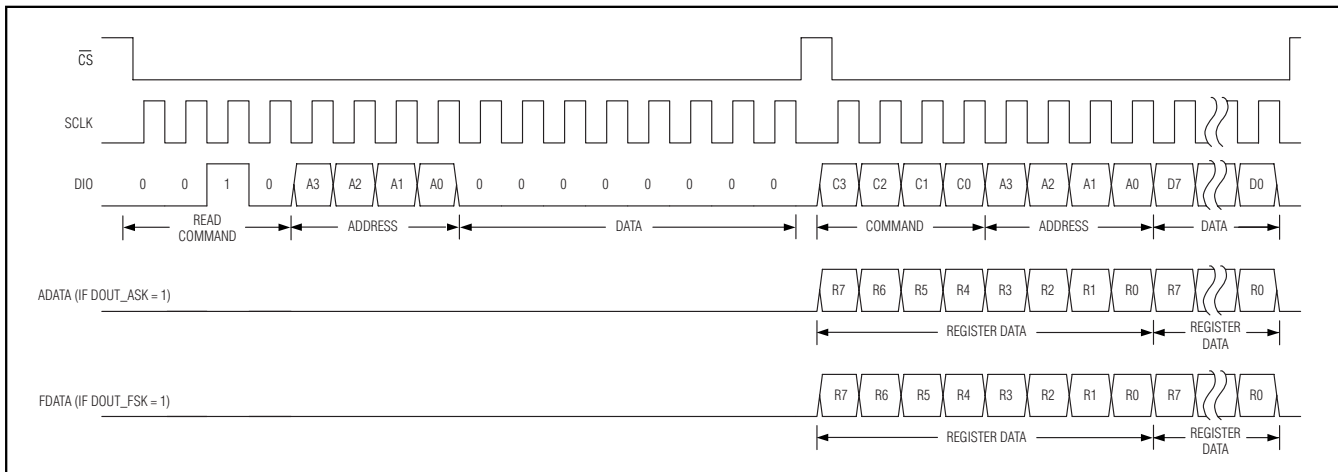 CS
SCLK
DIO 0 0 1 0 A3 A2 A1 A0 0 0 0 0 0 0 0 0 C3 C2 C1 C0 A3 A2 A1 A0 D7 D0
READ COMMAND ADDRESS DATA COMMAND ADDRESS DATA
ADATA (IF DOUT_ASK = 1) R7 R6 R5 R4 R3 R2 R1 R0 R7 R0
REGISTER DATA REGISTER DATA
FDATA (IF DOUT_FSK = 1) R7 R6 R5 R4 R3 R2 R1 R0 R7 R0
REGISTER DATA REGISTER DATA